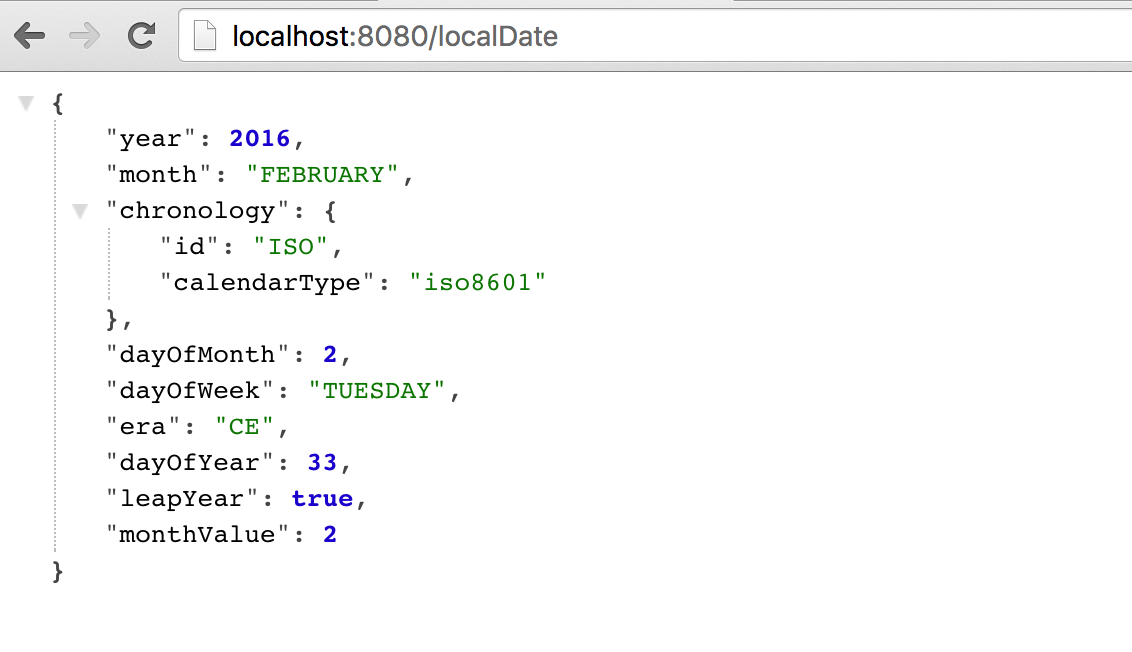 localhost:8080/localDate
{
"year": 2016,
"month": "FEBRUARY",
"chronology": {
"id": "ISO",
"calendarType": "iso8601"
},
"dayOfMonth": 2,
"dayOfWeek": "TUESDAY",
"era": "CE",
"dayOfYear": 33,
"leapYear": true,
"monthValue": 2
}